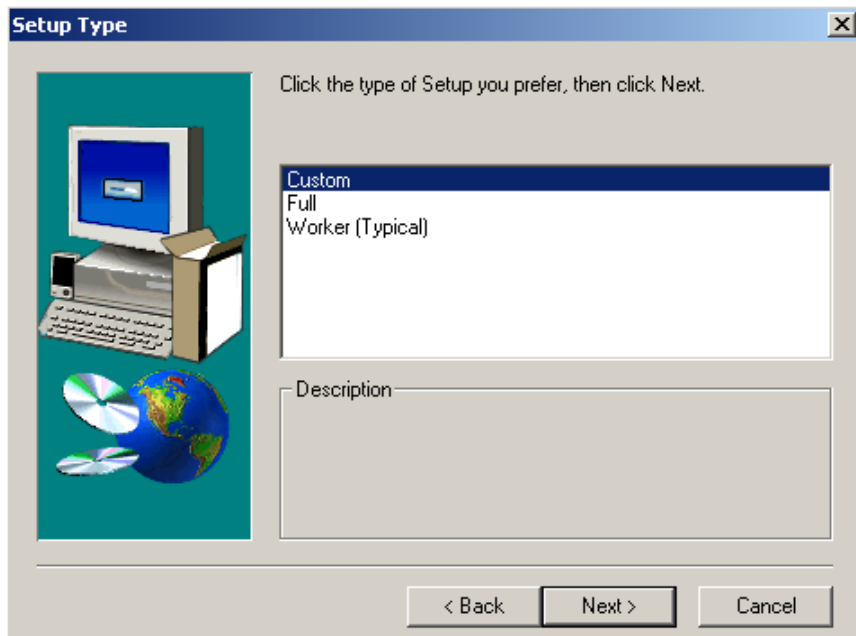 Setup Type
Click the type of Setup you prefer, then click Next.
Custom
Full
Worker (Typical)
Description
< Back
Next >
Cancel